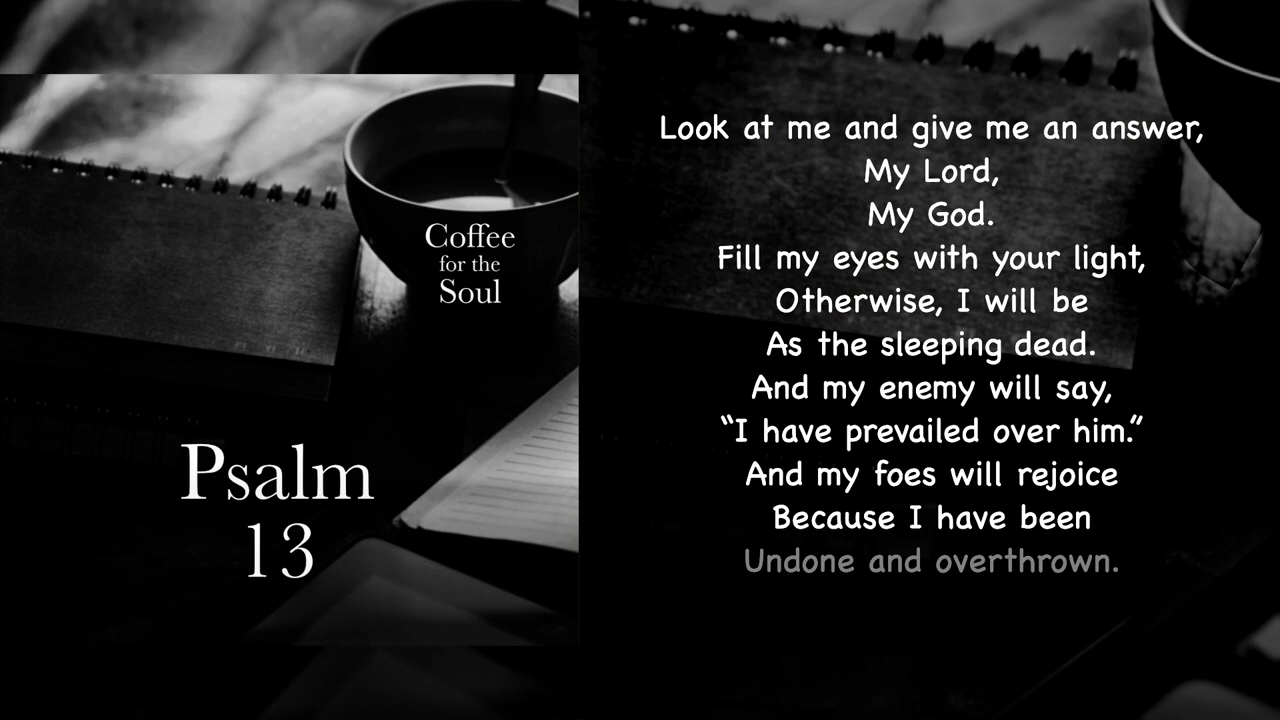 Coffee
for the
Soul
Psalm
13
Look at me and give me an answer,
My Lord,
My God.
Fill my eyes with your light,
Otherwise, I will be
As the sleeping dead.
And my enemy will say,
“I have prevailed over him.”
And my foes will rejoice
Because I have been
Undone and overthrown.